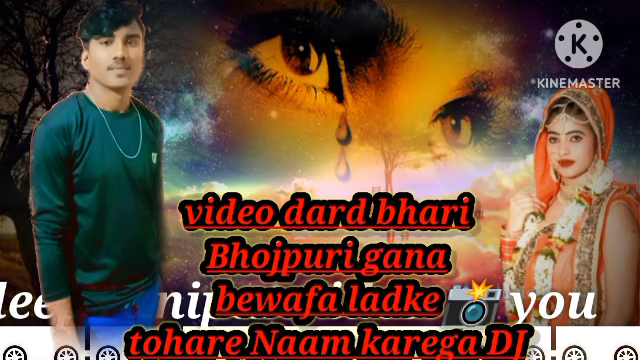 KINEMASTER
video dard bhari
Bhojpuri gana
bewafa ladke
you
tohare Naam karega DJ